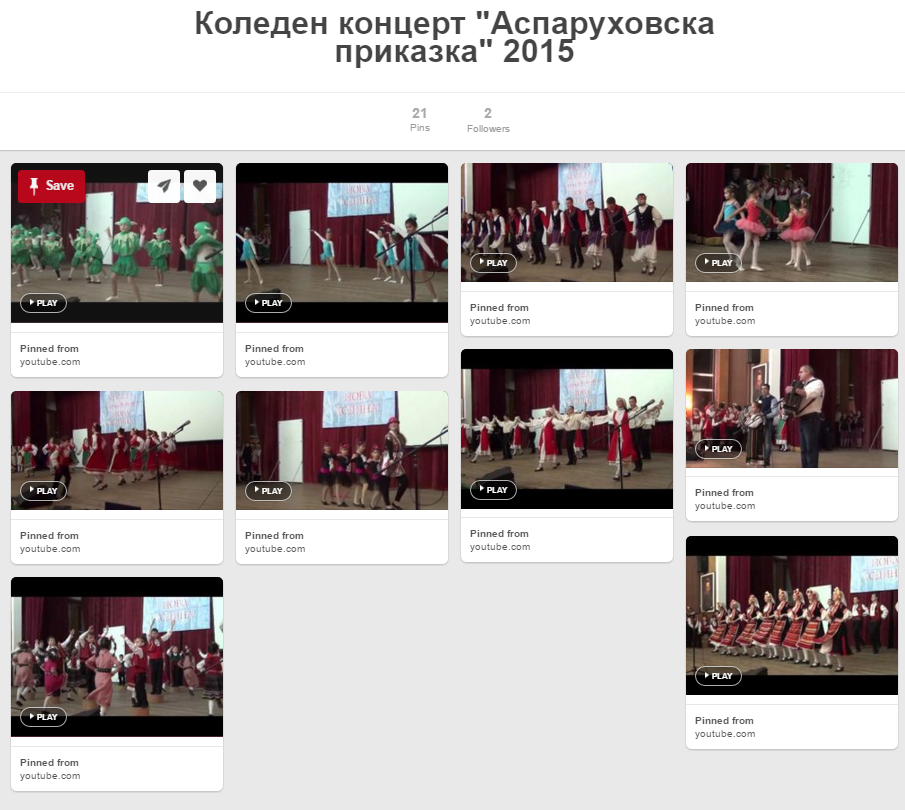 Коледен концерт "Аспаруховска
приказка" 2015
21
Pins
2
Followers
Save
PLAY
Pinned from
youtube.com
PLAY
Pinned from
youtube.com
PLAY
Pinned from
youtube.com
PLAY
Pinned from
youtube.com
PLAY
Pinned from
youtube.com
PLAY
Pinned from
youtube.com
PLAY
Pinned from
youtube.com
PLAY
Pinned from
youtube.com
PLAY
Pinned from
youtube.com
PLAY
Pinned from
youtube.com